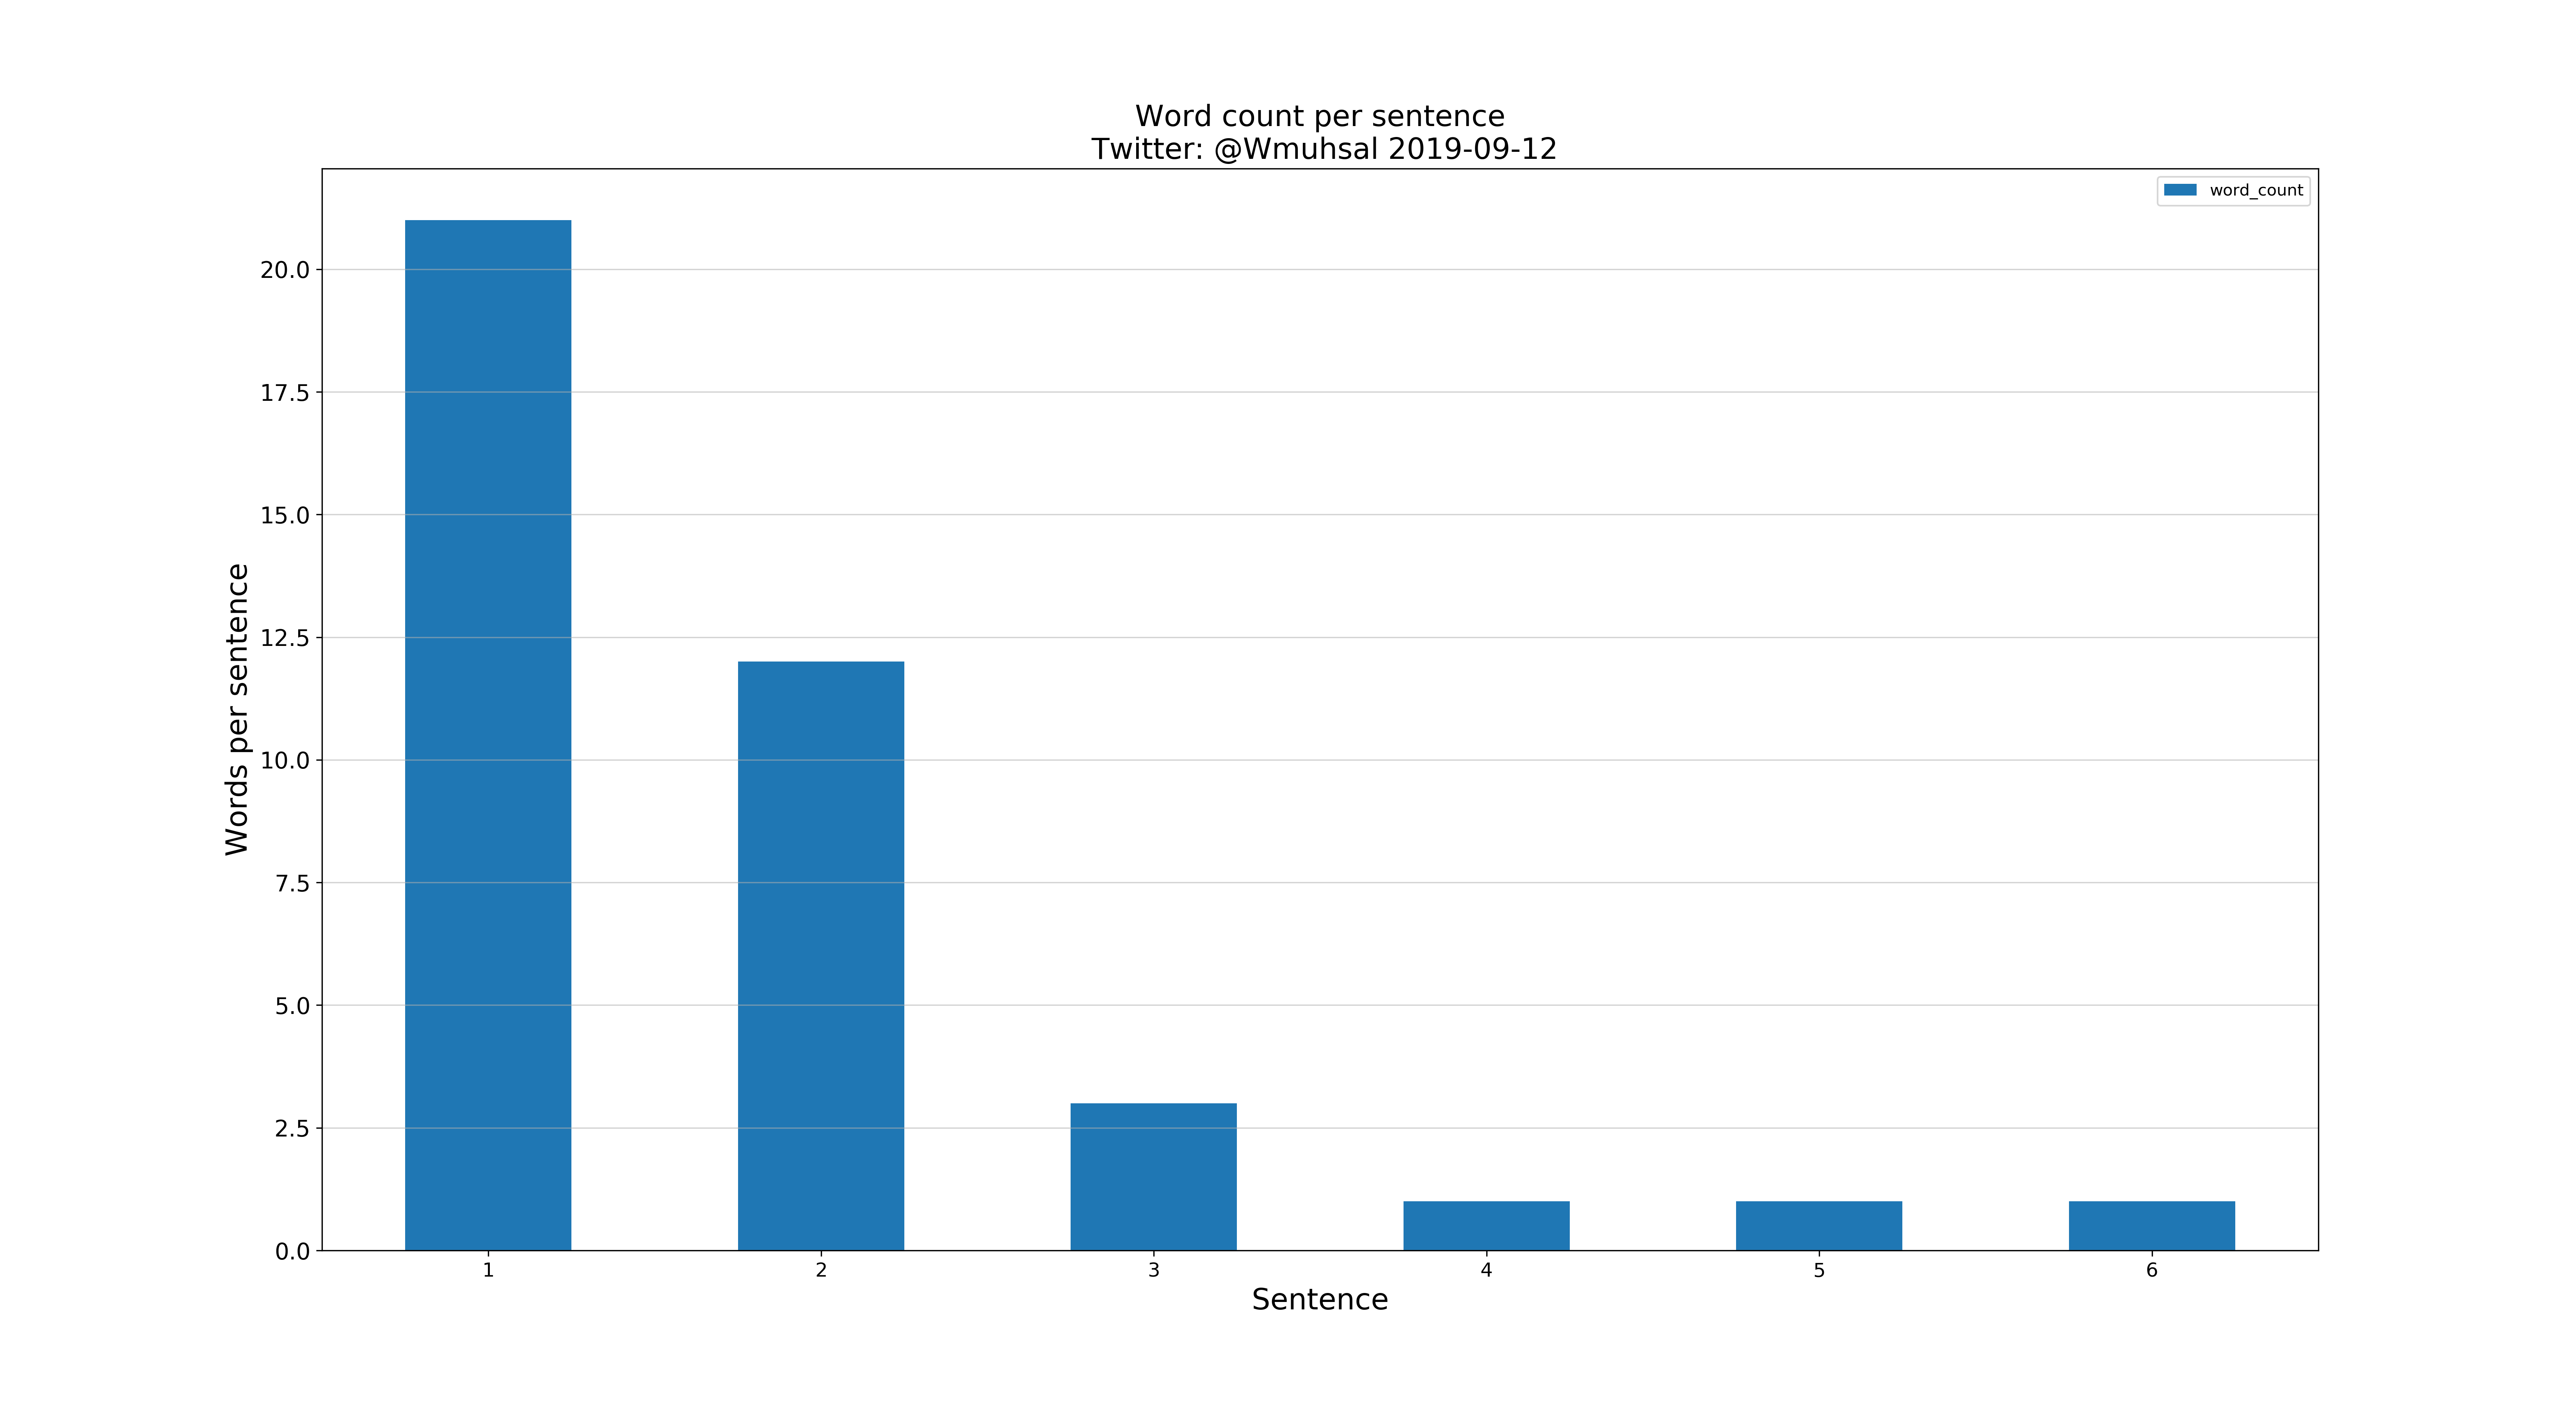 Word count per sentence
Twitter: @Wmuhsal 2019-09-12
word_count
Words per sentence
20.0
17.5
15.0
12.5
10.0
7.5
5.0
2.5
0.0
1 2 3 4 5 6
Sentence